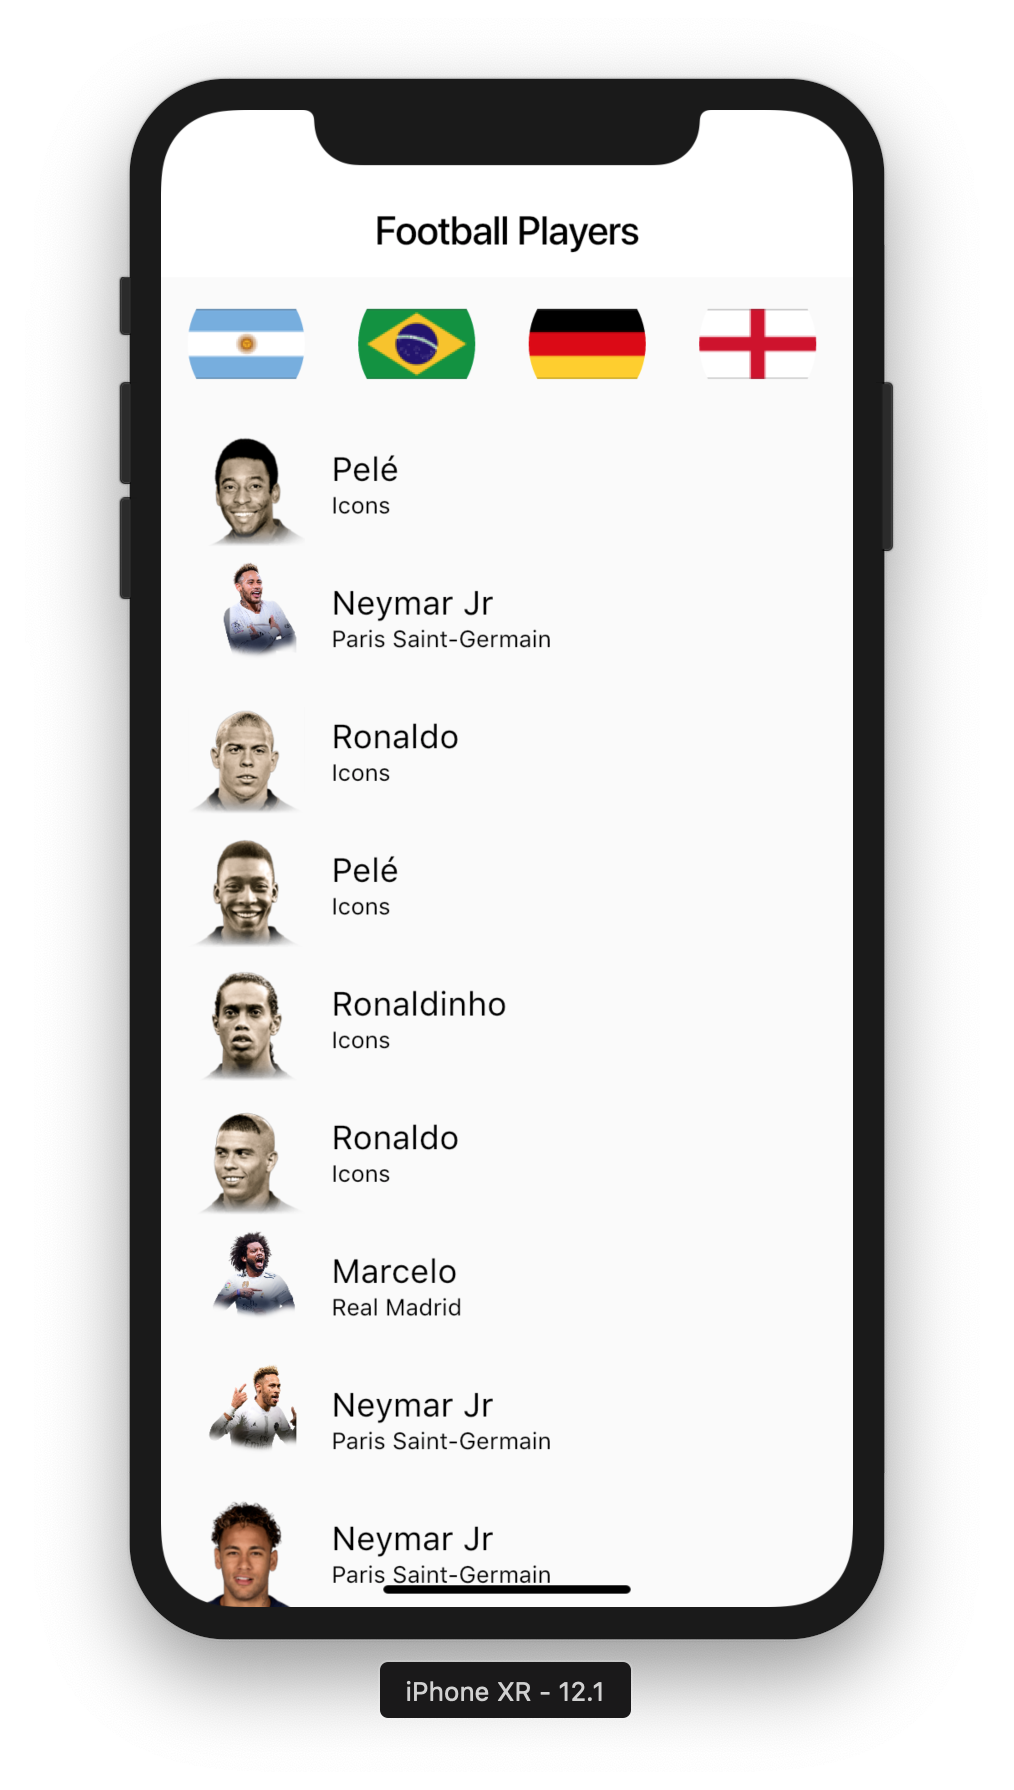 Football Players
Pelé
Icons
Neymar Jr
Paris Saint-Germain
Ronaldo
Icons
Pelé
Icons
Ronaldinho
Icons
Ronaldo
Icons
Marcelo
Real Madrid
Neymar Jr
Paris Saint-Germain
Neymar Jr
Paris Saint-Germain
iPhone XR - 12.1